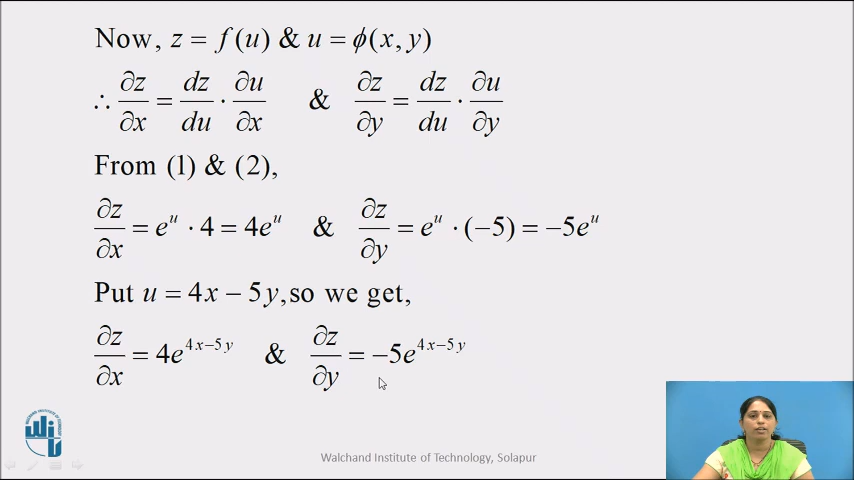 Now, z = f(u) & u = ϕ(x, y)
∴ ∂z/∂x = dz/du · ∂u/∂x & ∂z/∂y = dz/du · ∂u/∂y
From (1) & (2),
∂z/∂x = e^u · 4 = 4e^u & ∂z/∂y = e^u · (−5) = −5e^u
Put u = 4x − 5y, so we get,
∂z/∂x = 4e^{4x−5y} & ∂z/∂y = −5e^{4x−5y}
Walchand Institute of Technology, Solapur